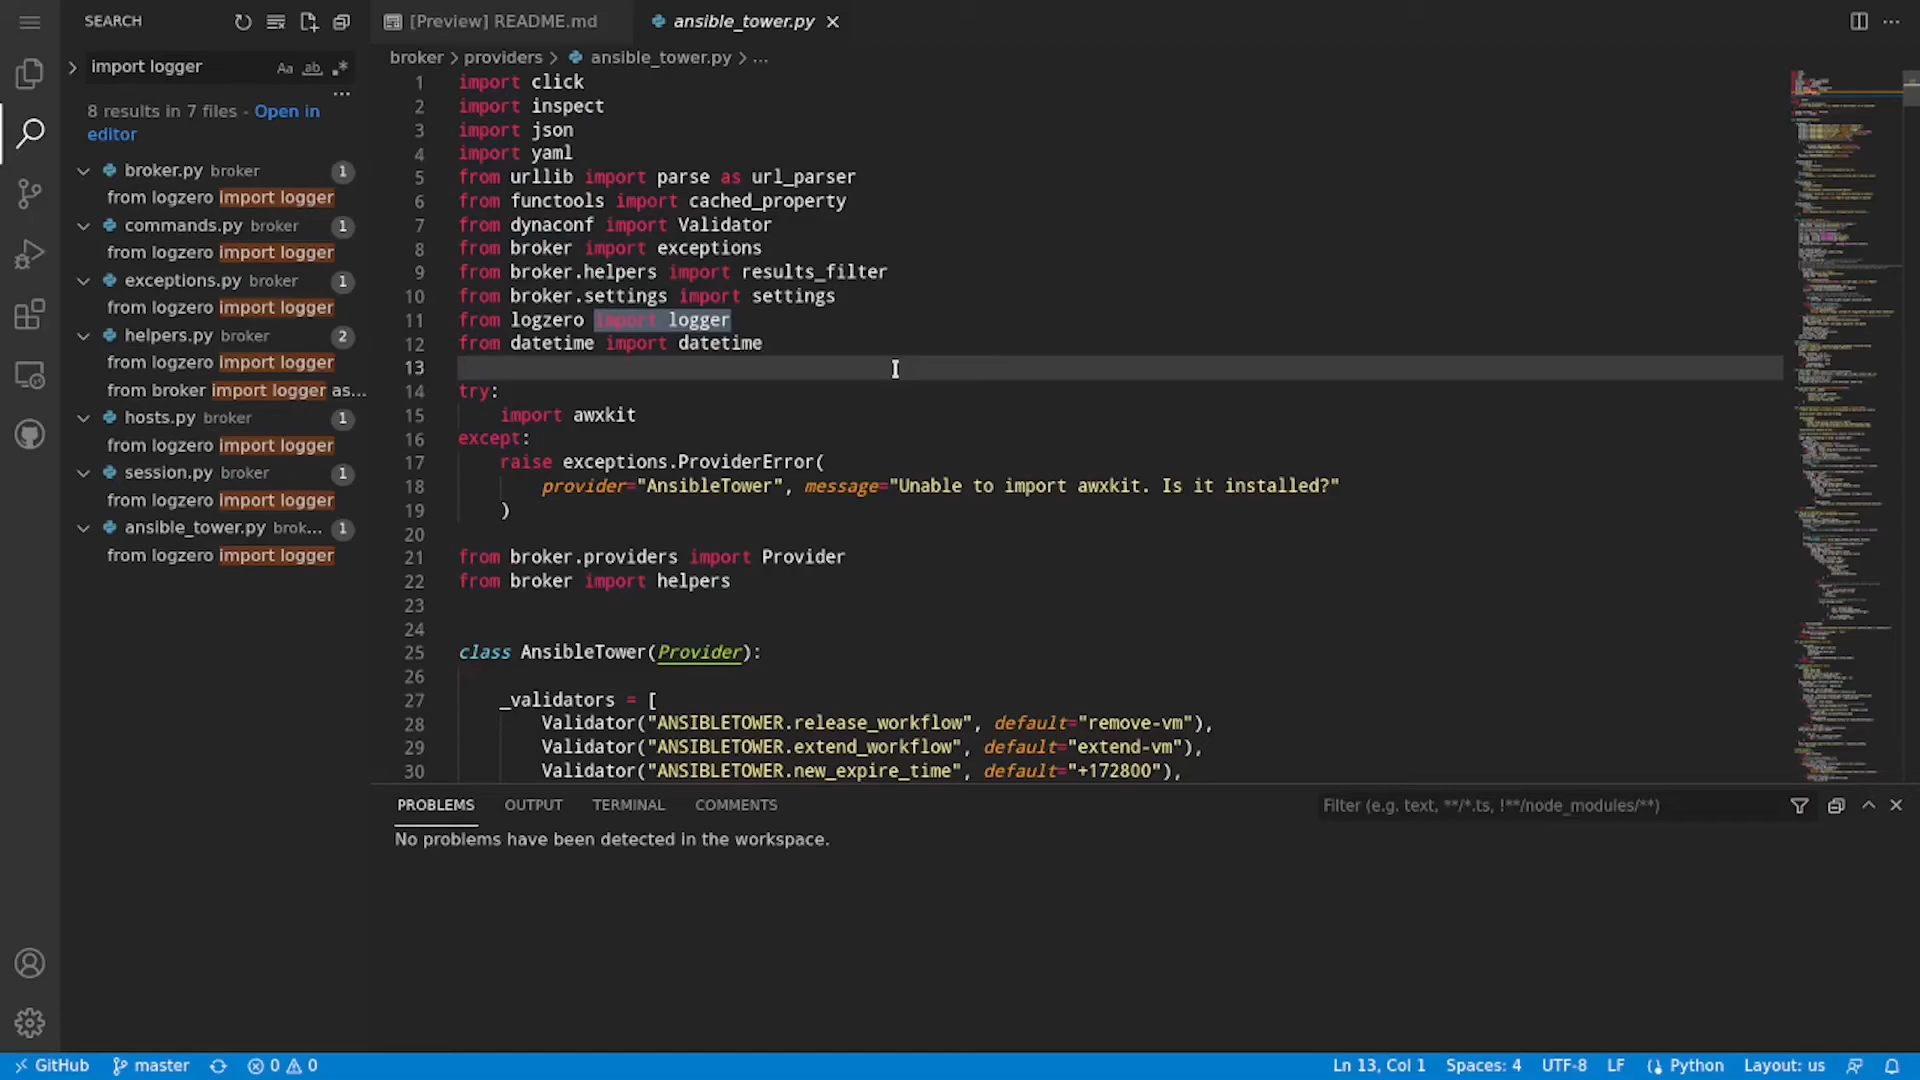 SEARCH
import logger
Aa ab .*
...
8 results in 7 files - Open in
editor
broker.py broker 1
from logzero import logger
commands.py broker 1
from logzero import logger
exceptions.py broker 1
from logzero import logger
helpers.py broker 2
from logzero import logger
from broker import logger as...
hosts.py broker 1
from logzero import logger
session.py broker 1
from logzero import logger
ansible_tower.py brok... 1
from logzero import logger
[Preview] README.md
ansible_tower.py
broker > providers > ansible_tower.py > ...
1 import click
2 import inspect
3 import json
4 import yaml
5 from urllib import parse as url_parser
6 from functools import cached_property
7 from dynaconf import Validator
8 from broker import exceptions
9 from broker.helpers import results_filter
10 from broker.settings import settings
11 from logzero import logger
12 from datetime import datetime
13
14 try:
15 import awxkit
16 except:
17 raise exceptions.ProviderError(
18 provider="AnsibleTower", message="Unable to import awxkit. Is it installed?"
19 )
20
21 from broker.providers import Provider
22 from broker import helpers
23
24
25 class AnsibleTower(Provider):
26
27 _validators = [
28 Validator("ANSIBLETOWER.release_workflow", default="remove-vm"),
29 Validator("ANSIBLETOWER.extend_workflow", default="extend-vm"),
30 Validator("ANSIBLETOWER.new_expire_time", default="+172800"),
PROBLEMS OUTPUT TERMINAL COMMENTS
Filter (e.g. text, **/*.ts, !**/node_modules/**)
No problems have been detected in the workspace.
GitHub master 0 0
Ln 13, Col 1 Spaces: 4 UTF-8 LF Python Layout: us